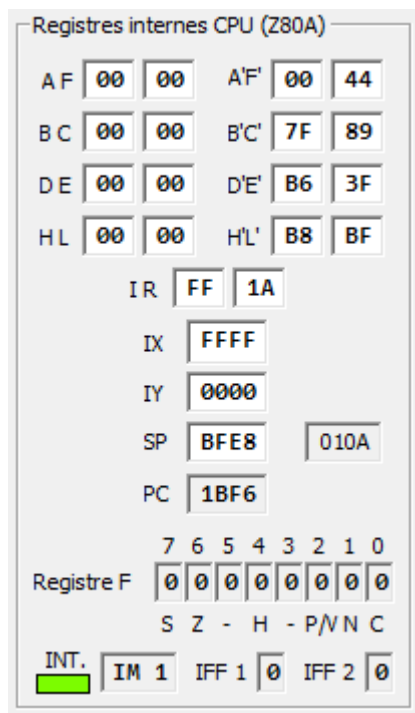 Registres internes CPU (Z80A)
A F 00 00 A'F' 00 44
B C 00 00 B'C' 7F 89
D E 00 00 D'E' B6 3F
H L 00 00 H'L' B8 BF
I R FF 1A
IX FFFF
IY 0000
SP BFE8 010A
PC 1BF6
7 6 5 4 3 2 1 0
Registre F 0 0 0 0 0 0 0 0
S Z - H - P/V N C
INT. IM 1 IFF 1 0 IFF 2 0